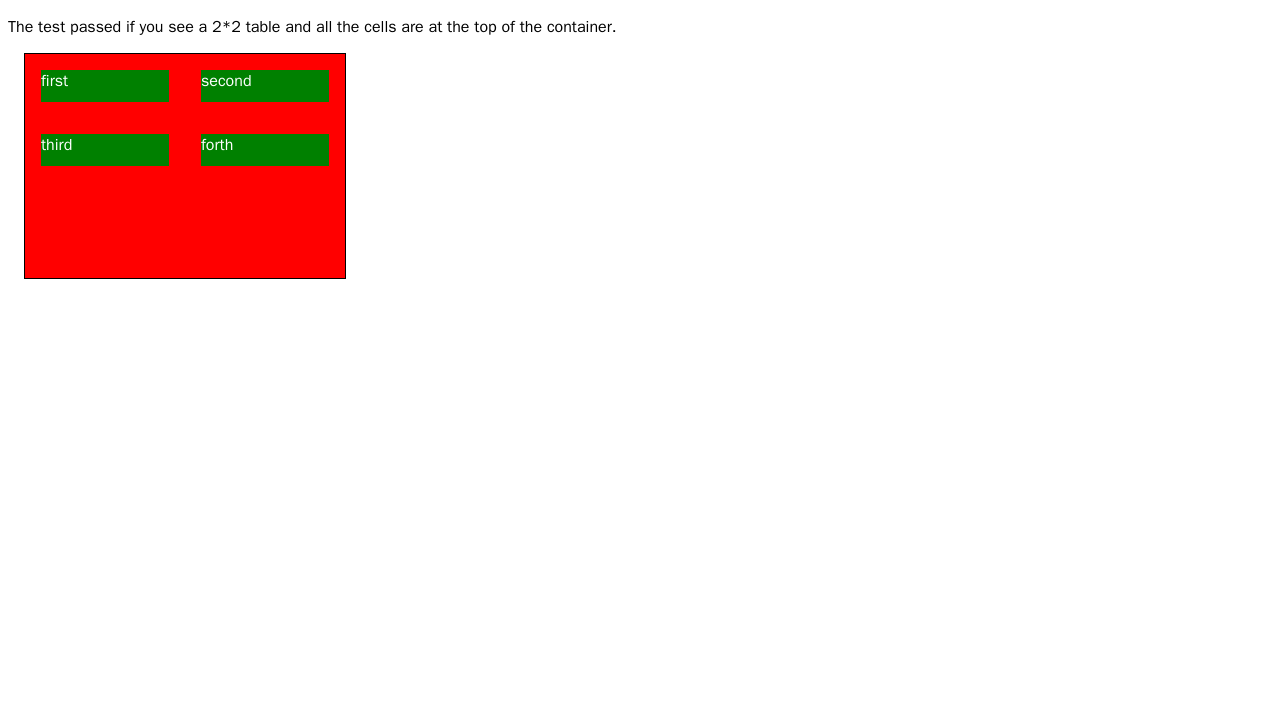 The test passed if you see a 2*2 table and all the cells are at the top of the container.
first second
third forth